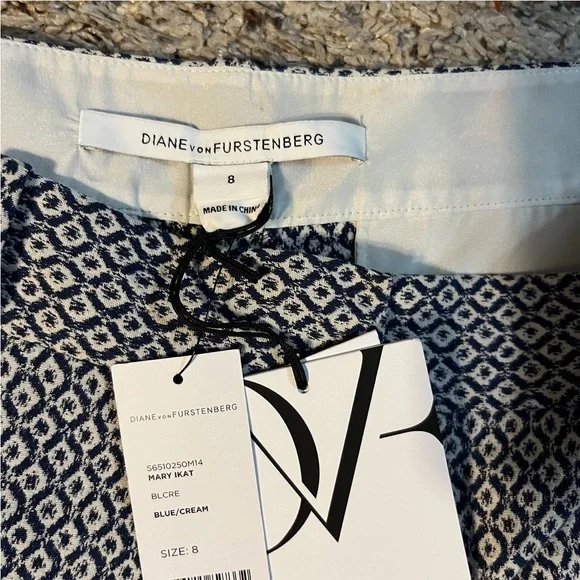 DIANE VON FURSTENBERG
8
MADE IN CHINA
DIANE VON FURSTENBERG
S6510250M14
MARY IKAT
BLCRE
BLUE/CREAM
SIZE: 8
DVF